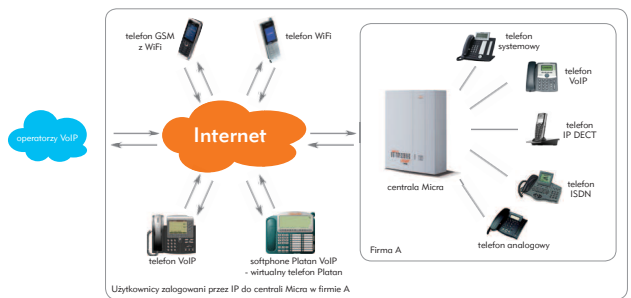 telefon GSM
z WiFi
telefon WiFi
operatorzy VoIP
Internet
telefon VoIP
softphone Platan VoIP
- wirtualny telefon Platan
Użytkownicy zalogowani przez IP do centrali Micra w firmie A
telefon
systemowy
telefon
VoIP
telefon
IP DECT
telefon
ISDN
telefon analogowy
centrala Micra
Firma A